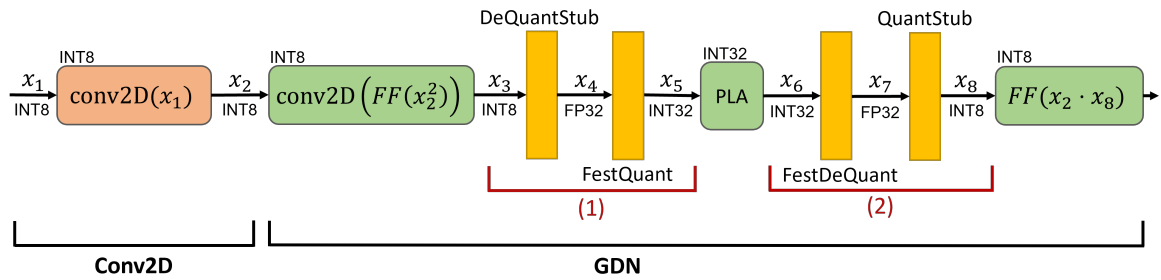 DeQuantStub
QuantStub
INT8
INT8
INT32
INT8
x₁
conv2D(x₁)
x₂
conv2D(FF(x₂²))
x₃
x₄
x₅
PLA
x₆
x₇
x₈
FF(x₂ · x₈)
INT8
INT8
INT8
FP32
INT32
INT32
FP32
INT8
FestQuant
FestDeQuant
(1)
(2)
Conv2D
GDN